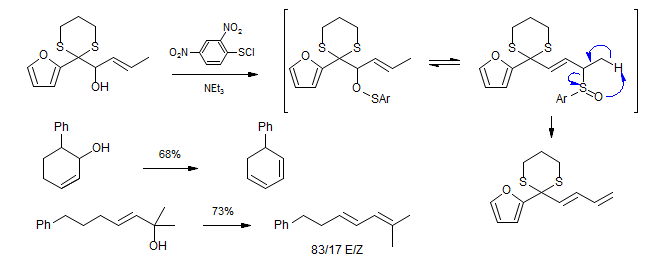 S S
O
OH
NO₂
O₂N
SCl
NEt₃
S S
O
O
SAr
S S
O
H
S
O
Ar
Ph
OH
68%
Ph
S S
O
Ph
OH
73%
Ph
83/17 E/Z